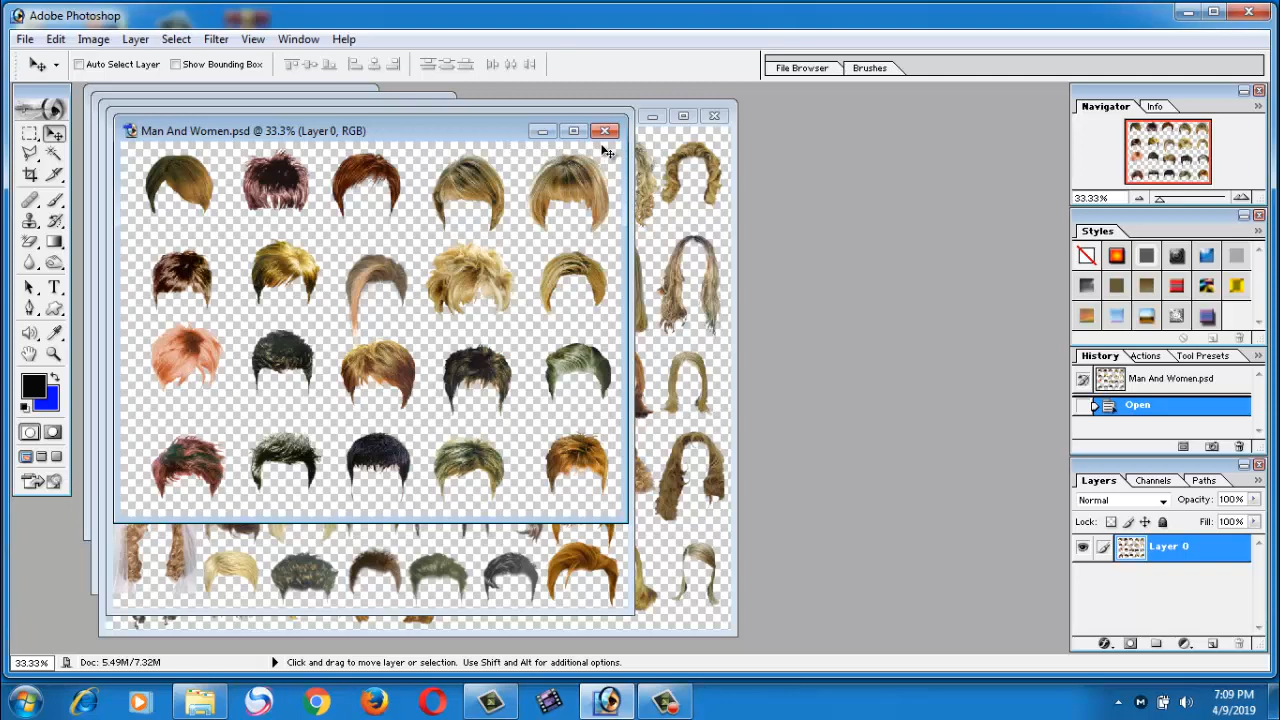 Adobe Photoshop
File Edit Image Layer Select Filter View Window Help
Auto Select Layer Show Bounding Box
File Browser Brushes
Man And Women.psd @ 33.3% (Layer 0, RGB)
Navigator Info
33.33%
Styles
History Actions Tool Presets
Man And Women.psd
Open
Layers Channels Paths
Normal Opacity: 100%
Lock: Fill: 100%
Layer 0
33.33% Doc: 5.49M/7.32M Click and drag to move layer or selection. Use Shift and Alt for additional options.
7:09 PM
4/9/2019